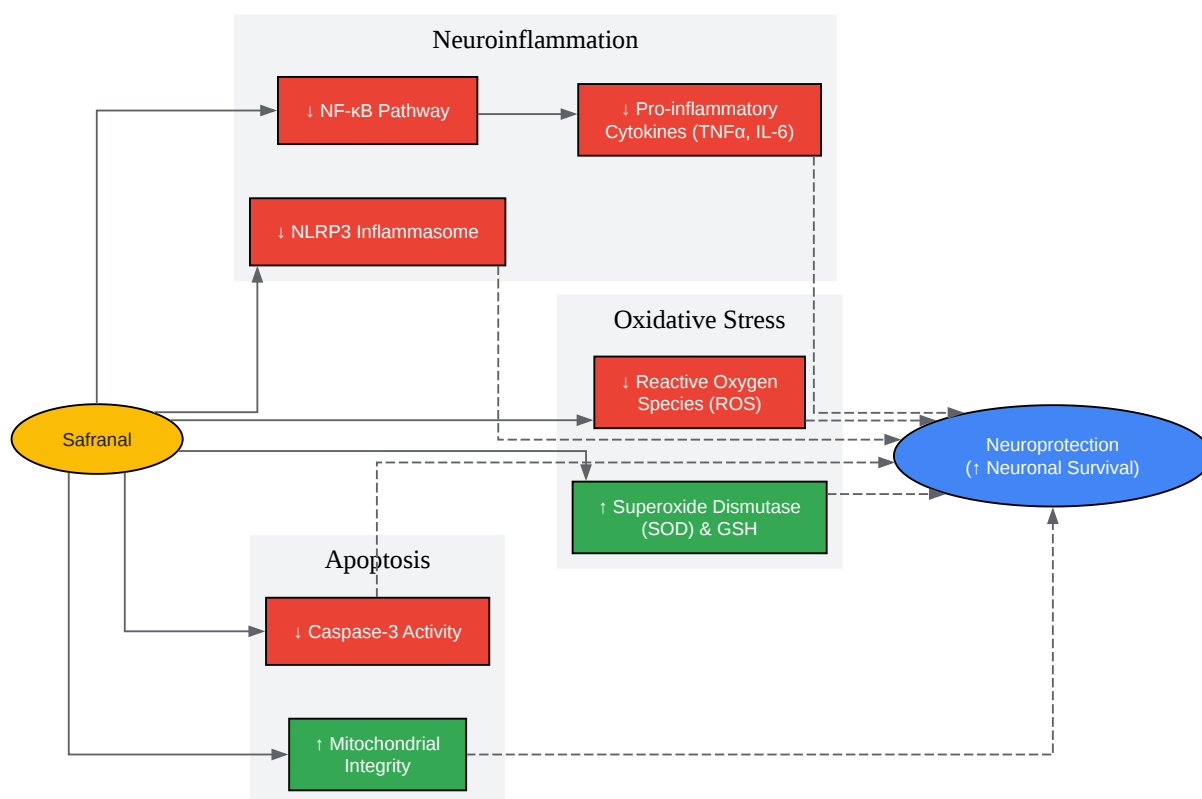 Neuroinflammation
↓ NF-κB Pathway
↓ Pro-inflammatory
Cytokines (TNFα, IL-6)
↓ NLRP3 Inflammasome
Oxidative Stress
↓ Reactive Oxygen
Species (ROS)
Safranal
Neuroprotection
(↑ Neuronal Survival)
↑ Superoxide Dismutase
(SOD) & GSH
Apoptosis
↓ Caspase-3 Activity
↑ Mitochondrial
Integrity